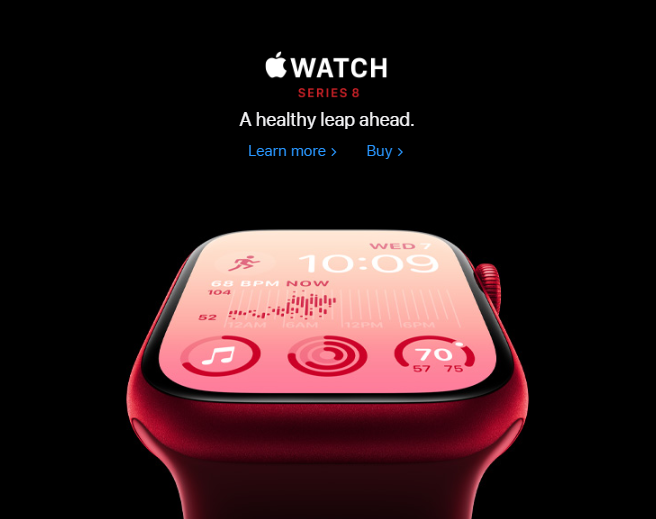 WATCH
SERIES 8
A healthy leap ahead.
Learn more > Buy >
WED 7
10:09
68 BPM NOW
104
52
12AM 6AM 12PM 6PM
70
57 75